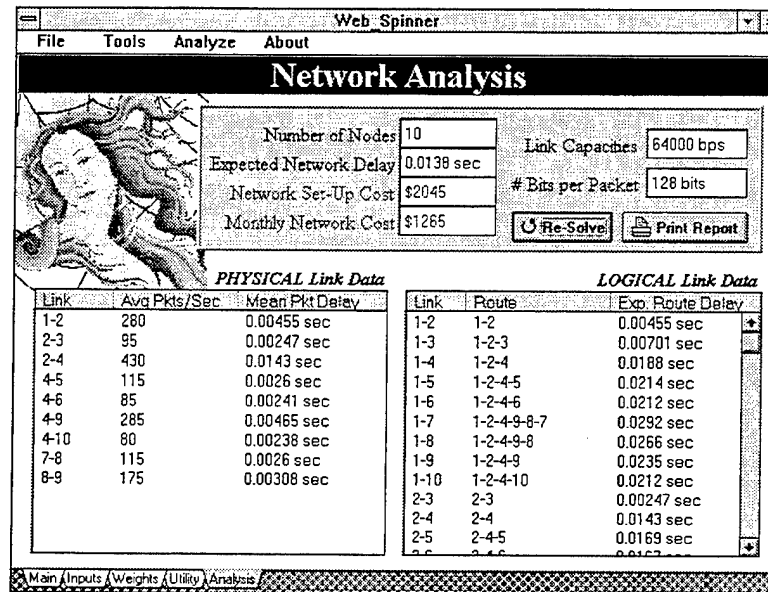 Web_Spinner
File Tools Analyze About
Network Analysis
Number of Nodes 10
Expected Network Delay 0.0138 sec
Network Set-Up Cost $2045
Monthly Network Cost $1265
Link Capacities 64000 bps
# Bits per Packet 128 bits
Re-Solve Print Report
PHYSICAL Link Data
Link Avg Pkts/Sec Mean Pkt Delay
1-2 280 0.00455 sec
2-3 95 0.00247 sec
2-4 430 0.0143 sec
4-5 115 0.0026 sec
4-6 85 0.00241 sec
4-9 285 0.00465 sec
4-10 80 0.00238 sec
7-8 115 0.0026 sec
8-9 175 0.00308 sec
LOGICAL Link Data
Link Route Exp. Route Delay
1-2 1-2 0.00455 sec
1-3 1-2-3 0.00701 sec
1-4 1-2-4 0.0188 sec
1-5 1-2-4-5 0.0214 sec
1-6 1-2-4-6 0.0212 sec
1-7 1-2-4-9-8-7 0.0292 sec
1-8 1-2-4-9-8 0.0266 sec
1-9 1-2-4-9 0.0235 sec
1-10 1-2-4-10 0.0212 sec
2-3 2-3 0.00247 sec
2-4 2-4 0.0143 sec
2-5 2-4-5 0.0169 sec
Main Inputs Weights Utility Analysis